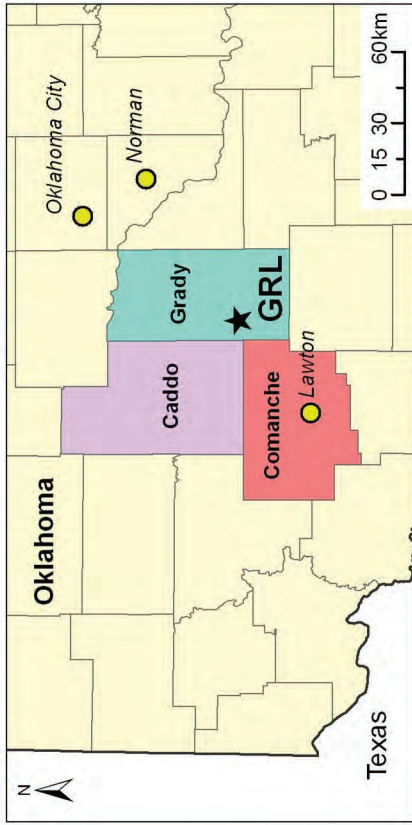 N
Oklahoma
Oklahoma City
Norman
Grady
Caddo
GRL
Comanche
Lawton
Texas
0 15 30 60km